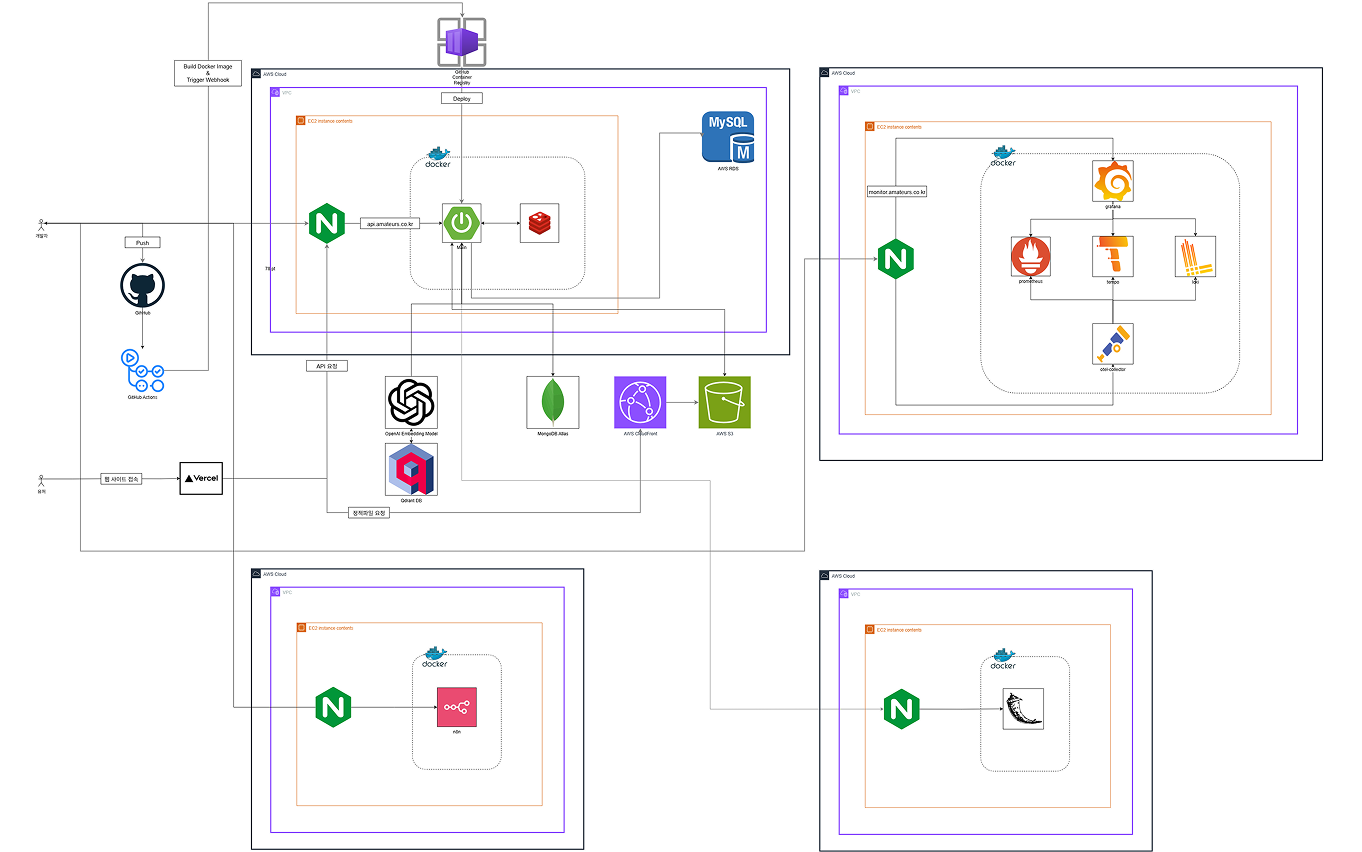 Build Docker Image
&
Trigger Webhook
GitHub
Container
Registry
Deploy
AWS Cloud
VPC
EC2 instance contents
docker
MySQL
M
AWS RDS
api.amateurs.co.kr
Main
개발자
Push
GitHub
GitHub Actions
API 요청
OpenAI Embedding Model
Qdrant DB
MongoDB Atlas
AWS CloudFront
AWS S3
유저
웹 사이트 접속
Vercel
정적파일 요청
AWS Cloud
VPC
EC2 instance contents
docker
monitor.amateurs.co.kr
grafana
prometheus
tempo
loki
otel-collector
AWS Cloud
VPC
EC2 instance contents
docker
n8n
AWS Cloud
VPC
EC2 instance contents
docker